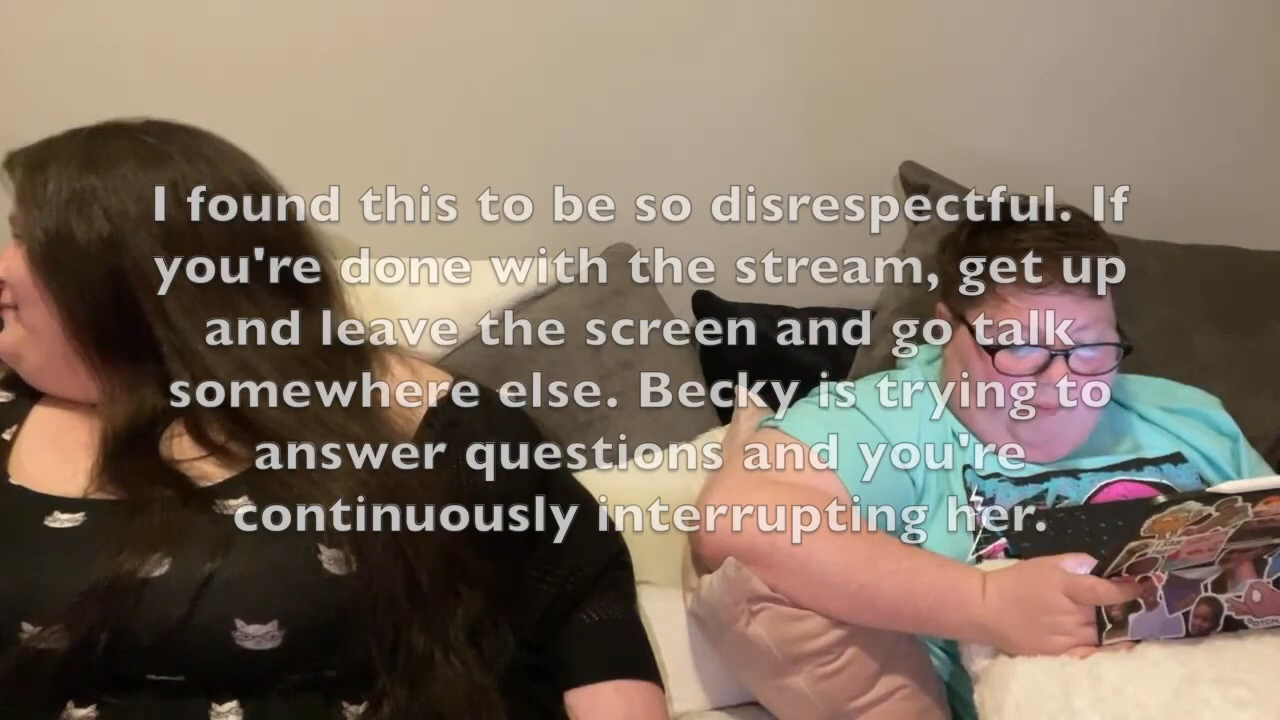 I found this to be so disrespectful. If
you're done with the stream, get up
and leave the screen and go talk
somewhere else. Becky is trying to
answer questions and you're
continuously interrupting her.